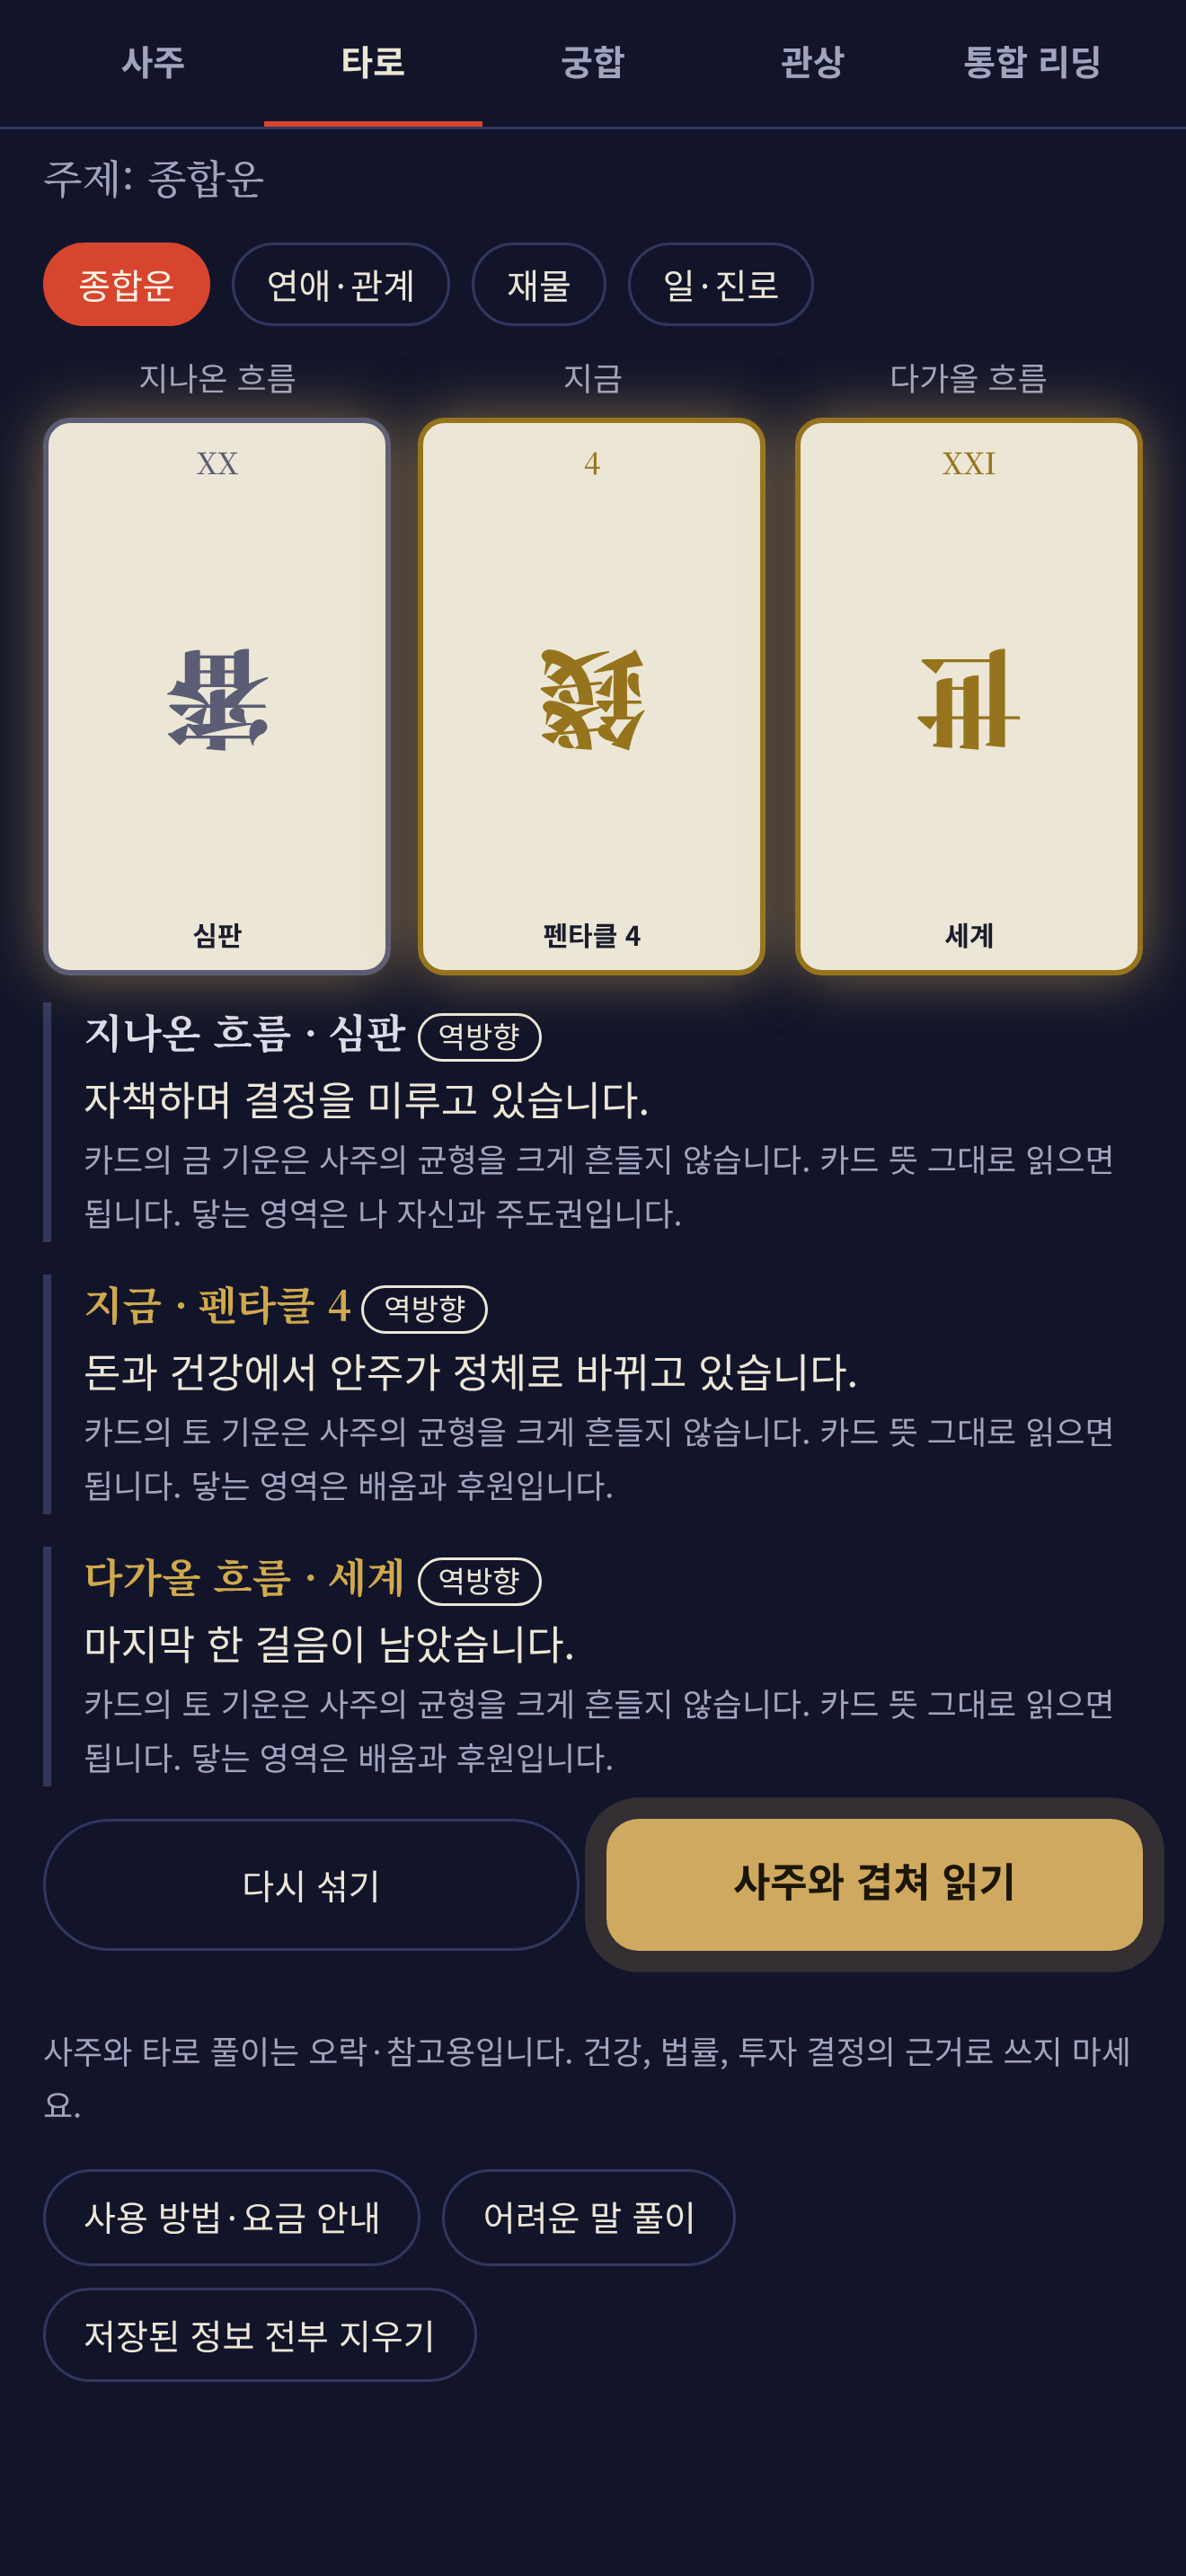 사주 타로 궁합 관상 통합 리딩
주제: 종합운
종합운 연애·관계 재물 일·진로
지나온 흐름 지금 다가올 흐름
XX 4 XXI
審 錢 世
심판 펜타클 4 세계
지나온 흐름 · 심판 역방향
자책하며 결정을 미루고 있습니다.
카드의 금 기운은 사주의 균형을 크게 흔들지 않습니다. 카드 뜻 그대로 읽으면
됩니다. 닿는 영역은 나 자신과 주도권입니다.
지금 · 펜타클 4 역방향
돈과 건강에서 안주가 정체로 바뀌고 있습니다.
카드의 토 기운은 사주의 균형을 크게 흔들지 않습니다. 카드 뜻 그대로 읽으면
됩니다. 닿는 영역은 배움과 후원입니다.
다가올 흐름 · 세계 역방향
마지막 한 걸음이 남았습니다.
카드의 토 기운은 사주의 균형을 크게 흔들지 않습니다. 카드 뜻 그대로 읽으면
됩니다. 닿는 영역은 배움과 후원입니다.
다시 섞기 사주와 겹쳐 읽기
사주와 타로 풀이는 오락·참고용입니다. 건강, 법률, 투자 결정의 근거로 쓰지 마세
요.
사용 방법·요금 안내 어려운 말 풀이
저장된 정보 전부 지우기